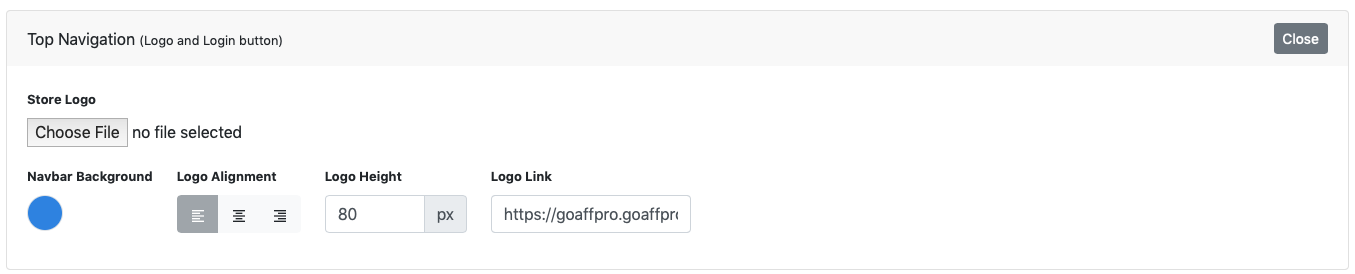 Top Navigation (Logo and Login button)
Close
Store Logo
Choose File no file selected
Navbar Background
Logo Alignment
Logo Height
Logo Link
80 px
https://goaffpro.goaffpr